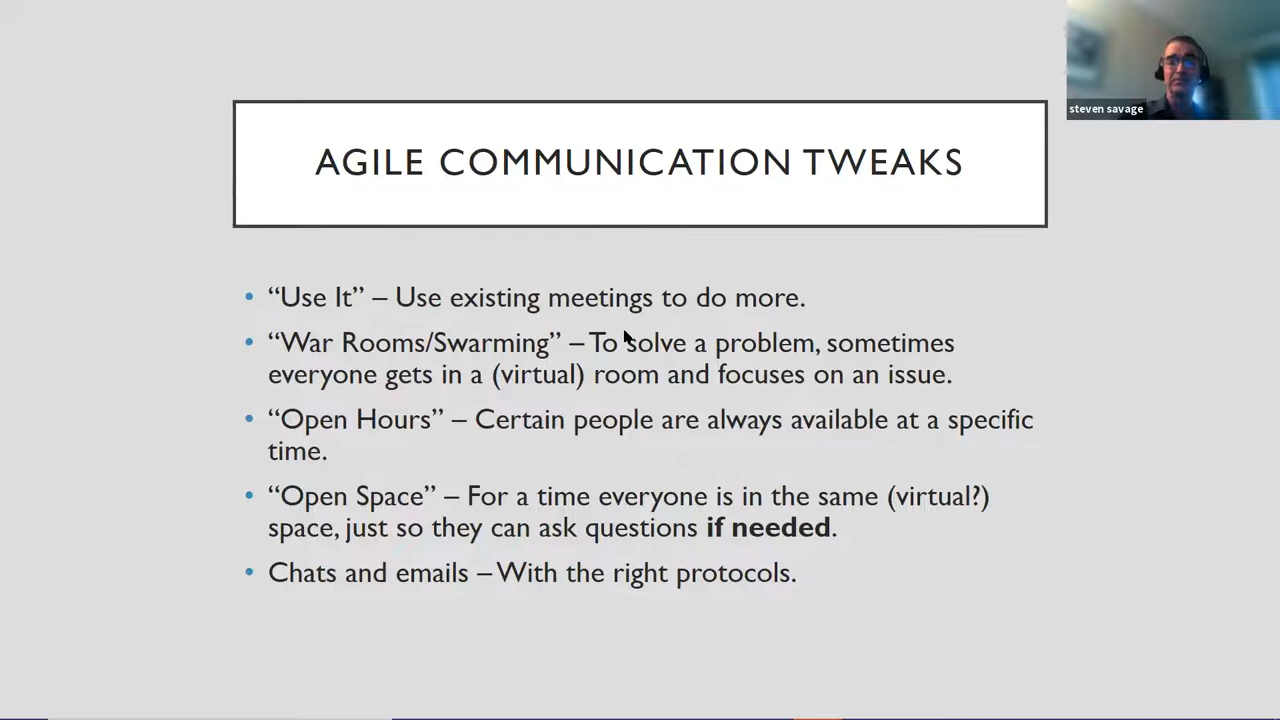 steven savage
AGILE COMMUNICATION TWEAKS
• “Use It” – Use existing meetings to do more.
• “War Rooms/Swarming” – To solve a problem, sometimes
everyone gets in a (virtual) room and focuses on an issue.
• “Open Hours” – Certain people are always available at a specific
time.
• “Open Space” – For a time everyone is in the same (virtual?)
space, just so they can ask questions if needed.
• Chats and emails – With the right protocols.